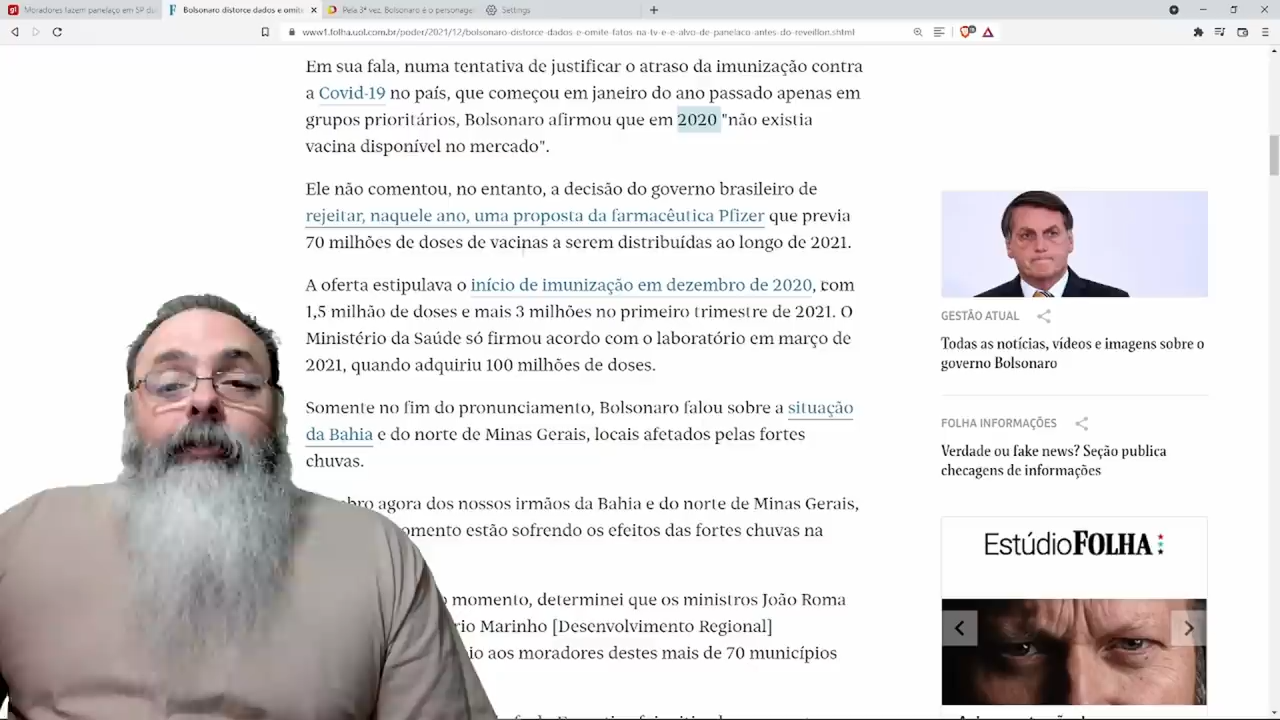 Moradores fazem panelaço em SP du
Bolsonaro distorce dados e omite
Pela 3ª vez, Bolsonaro é o personage
Settings
www1.folha.uol.com.br/poder/2021/12/bolsonaro-distorce-dados-e-omite-fatos-na-tv-e-e-alvo-de-panelaco-antes-do-reveillon.shtml
Em sua fala, numa tentativa de justificar o atraso da imunização contra
a Covid-19 no país, que começou em janeiro do ano passado apenas em
grupos prioritários, Bolsonaro afirmou que em 2020 "não existia
vacina disponível no mercado".
Ele não comentou, no entanto, a decisão do governo brasileiro de
rejeitar, naquele ano, uma proposta da farmacêutica Pfizer que previa
70 milhões de doses de vacinas a serem distribuídas ao longo de 2021.
A oferta estipulava o início de imunização em dezembro de 2020, com
1,5 milhão de doses e mais 3 milhões no primeiro trimestre de 2021. O
Ministério da Saúde só firmou acordo com o laboratório em março de
2021, quando adquiriu 100 milhões de doses.
Somente no fim do pronunciamento, Bolsonaro falou sobre a situação
da Bahia e do norte de Minas Gerais, locais afetados pelas fortes
chuvas.
agora dos nossos irmãos da Bahia e do norte de Minas Gerais,
omento estão sofrendo os efeitos das fortes chuvas na
momento, determinei que os ministros João Roma
rio Marinho [Desenvolvimento Regional]
io aos moradores destes mais de 70 municípios
GESTÃO ATUAL
Todas as notícias, vídeos e imagens sobre o
governo Bolsonaro
FOLHA INFORMAÇÕES
Verdade ou fake news? Seção publica
checagens de informações
EstúdioFOLHA